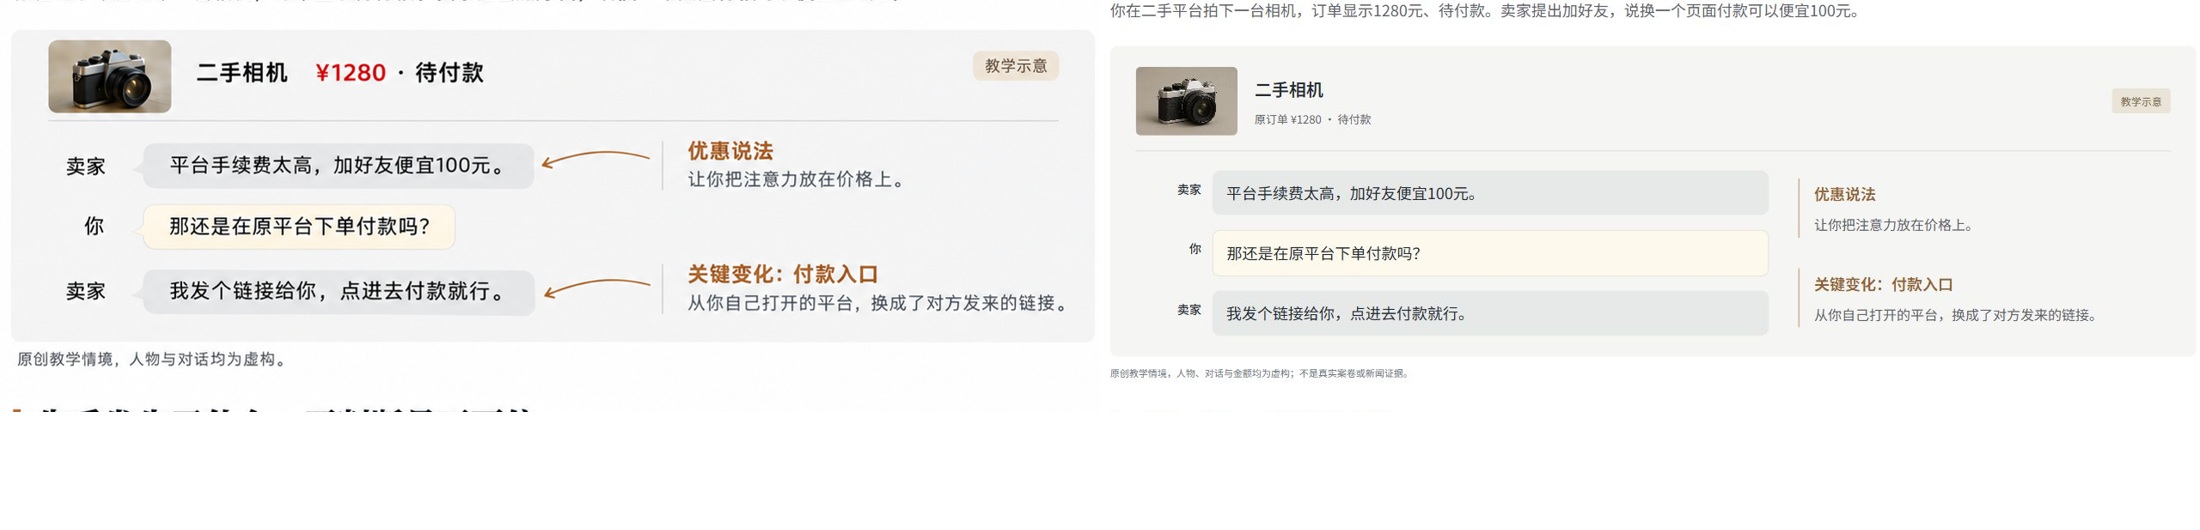 二手相机 ¥1280 · 待付款
教学示意
卖家 平台手续费太高，加好友便宜100元。
优惠说法
让你把注意力放在价格上。
你 那还是在原平台下单付款吗？
卖家 我发个链接给你，点进去付款就行。
关键变化：付款入口
从你自己打开的平台，换成了对方发来的链接。
原创教学情境，人物与对话均为虚构。
你在二手平台拍下一台相机，订单显示1280元、待付款。卖家提出加好友，说换一个页面付款可以便宜100元。
二手相机
原订单 ¥1280 · 待付款
教学示意
卖家 平台手续费太高，加好友便宜100元。
优惠说法
让你把注意力放在价格上。
你 那还是在原平台下单付款吗？
卖家 我发个链接给你，点进去付款就行。
关键变化：付款入口
从你自己打开的平台，换成了对方发来的链接。
原创教学情境，人物、对话与金额均为虚构；不是真实案卷或新闻证据。